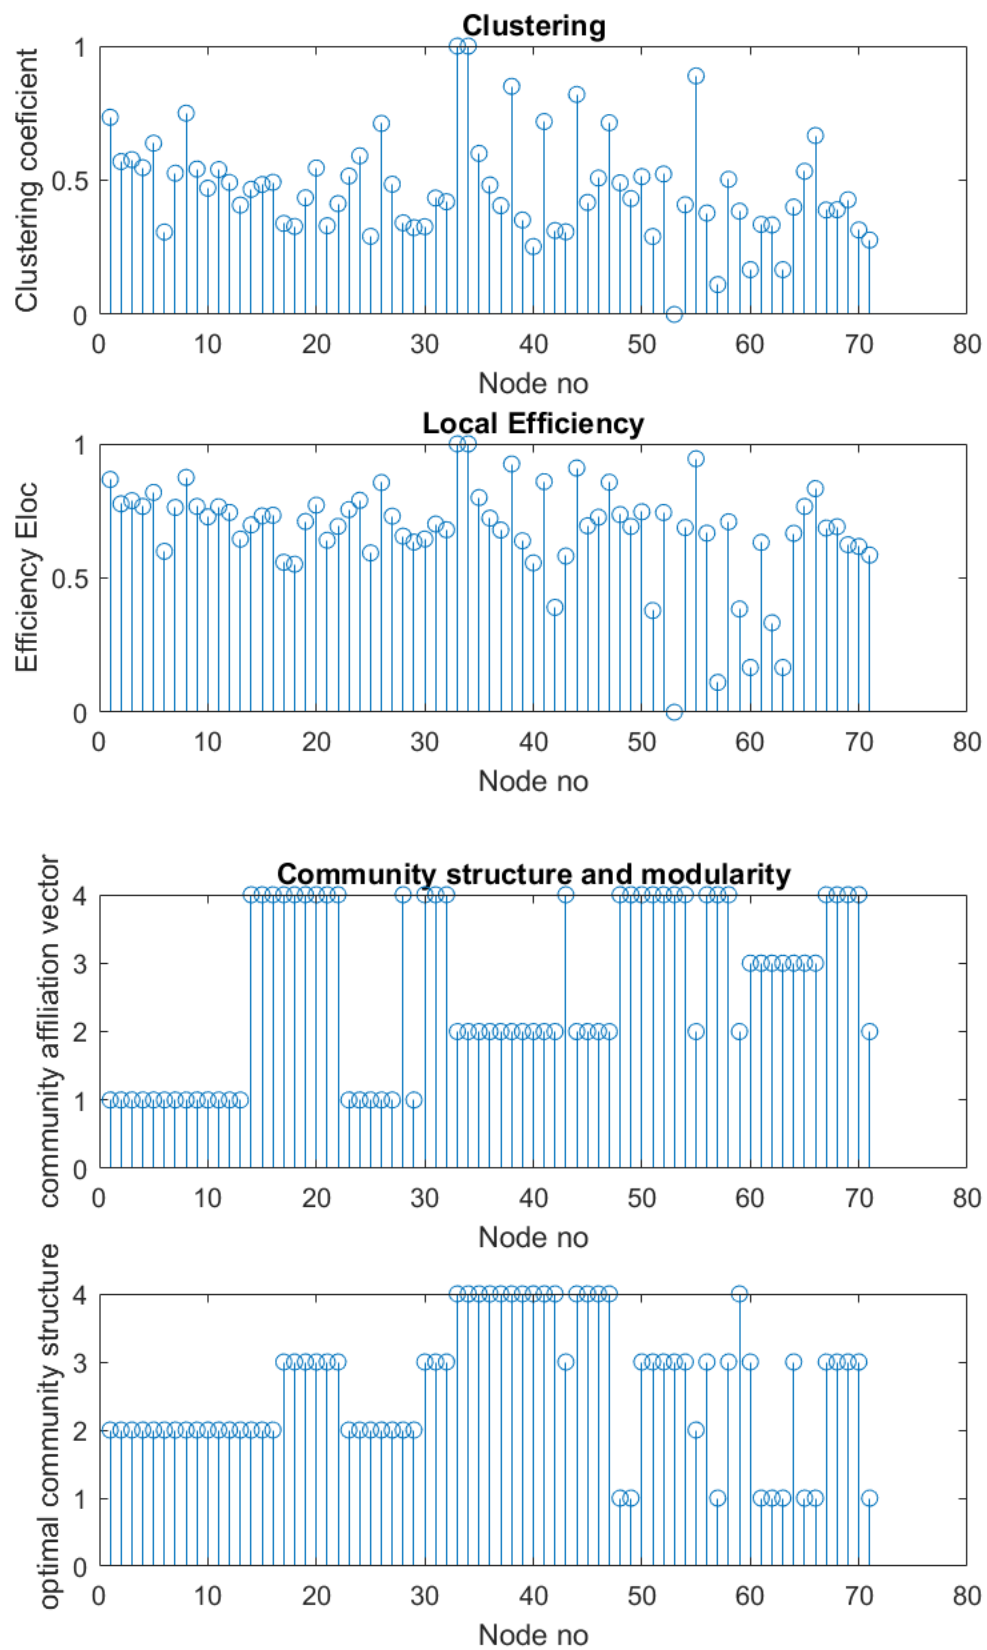 Clustering
Clustering coeficient
1
0.5
0
0 10 20 30 40 50 60 70 80
Node no
Local Efficiency
Efficiency Eloc
1
0.5
0
0 10 20 30 40 50 60 70 80
Node no
Community structure and modularity
community affiliation vector
4
3
2
1
0
0 10 20 30 40 50 60 70 80
Node no
optimal community structure
4
3
2
1
0
0 10 20 30 40 50 60 70 80
Node no